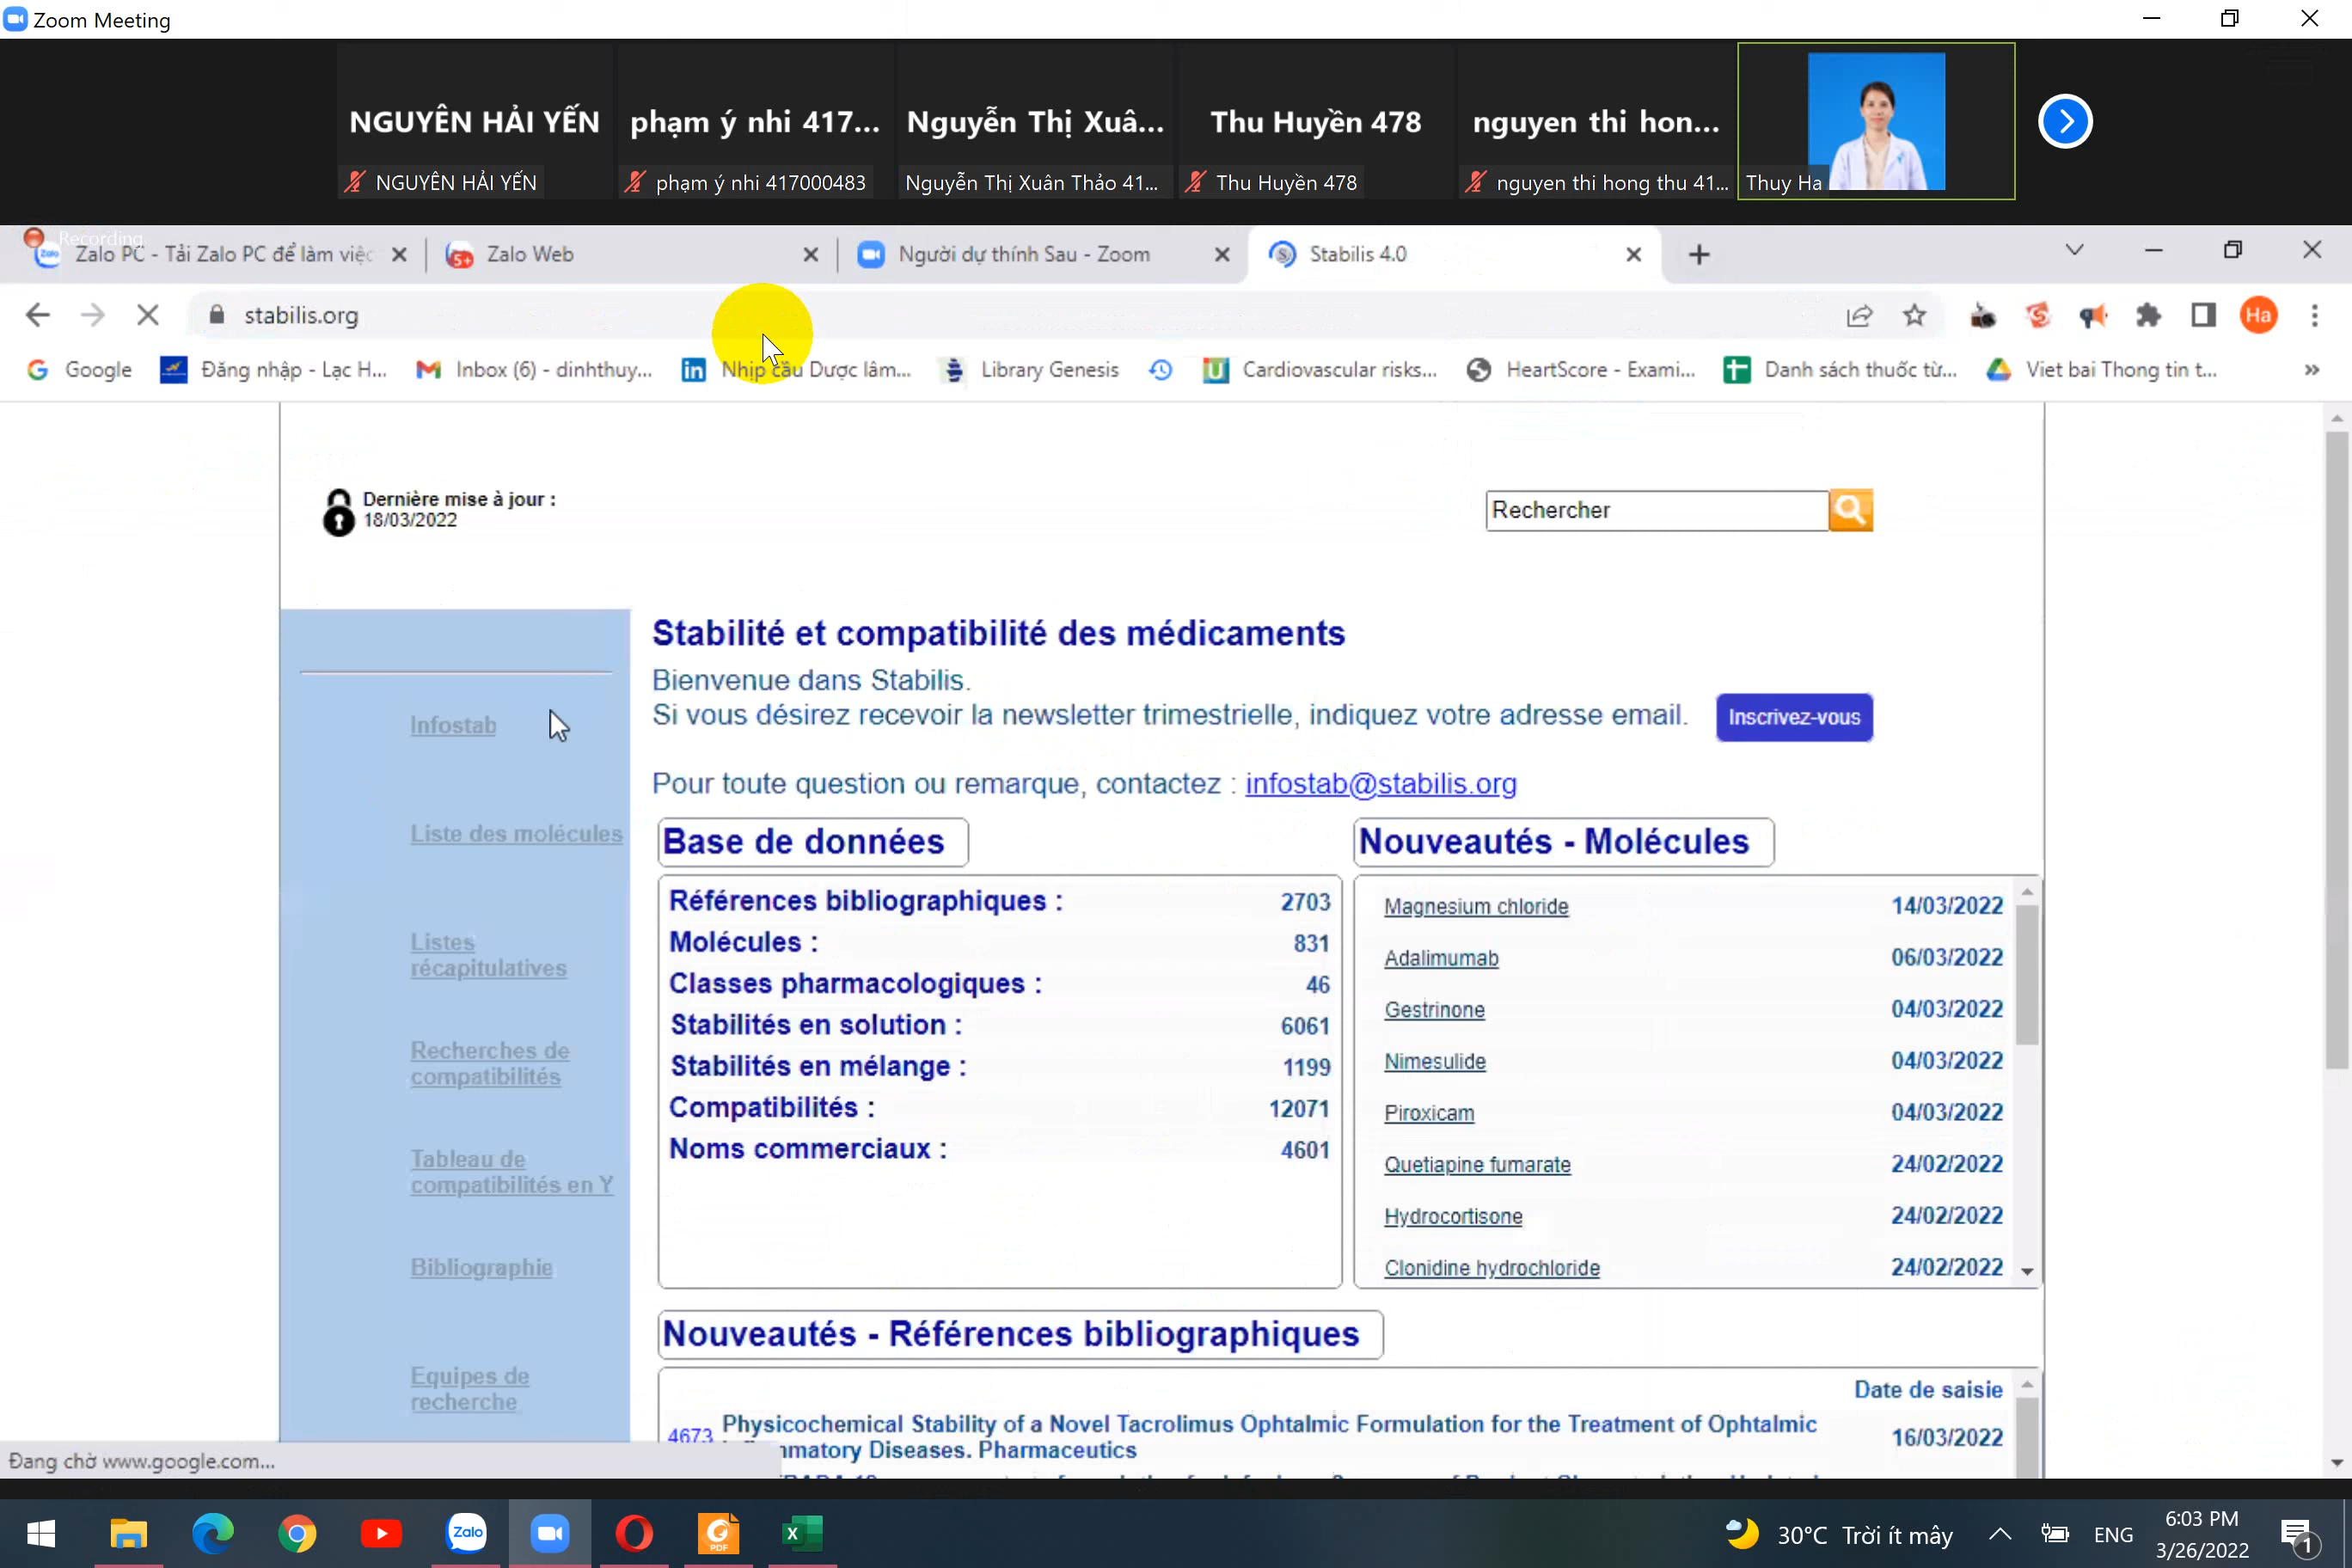 Zoom Meeting
NGUYÊN HẢI YẾN
phạm ý nhi 417...
Nguyễn Thị Xuâ...
Thu Huyền 478
nguyen thi hon...
NGUYÊN HẢI YẾN
phạm ý nhi 417000483
Nguyễn Thị Xuân Thảo 41...
Thu Huyền 478
nguyen thi hong thu 41...
Thuy Ha
Recording
Zalo PC - Tải Zalo PC để làm việc
Zalo Web
Người dự thính Sau - Zoom
Stabilis 4.0
stabilis.org
Ha
Google
Đăng nhập - Lạc H...
Inbox (6) - dinhthuy...
Nhịp cầu Dược lâm...
Library Genesis
Cardiovascular risks...
HeartScore - Exami...
Danh sách thuốc từ...
Viet bai Thong tin t...
Dernière mise à jour :
18/03/2022
Rechercher
Stabilité et compatibilité des médicaments
Bienvenue dans Stabilis.
Si vous désirez recevoir la newsletter trimestrielle, indiquez votre adresse email.
Inscrivez-vous
Pour toute question ou remarque, contactez : infostab@stabilis.org
Infostab
Liste des molécules
Listes
récapitulatives
Recherches de
compatibilités
Tableau de
compatibilités en Y
Bibliographie
Equipes de
recherche
Base de données
Références bibliographiques : 2703
Molécules : 831
Classes pharmacologiques : 46
Stabilités en solution : 6061
Stabilités en mélange : 1199
Compatibilités : 12071
Noms commerciaux : 4601
Nouveautés - Molécules
Magnesium chloride 14/03/2022
Adalimumab 06/03/2022
Gestrinone 04/03/2022
Nimesulide 04/03/2022
Piroxicam 04/03/2022
Quetiapine fumarate 24/02/2022
Hydrocortisone 24/02/2022
Clonidine hydrochloride 24/02/2022
Nouveautés - Références bibliographiques
Date de saisie
4673 Physicochemical Stability of a Novel Tacrolimus Ophtalmic Formulation for the Treatment of Ophtalmic
Diseases. Pharmaceutics 16/03/2022
Đang chờ www.google.com...
Zalo
PDF
30°C Trời ít mây
ENG
6:03 PM
3/26/2022
1